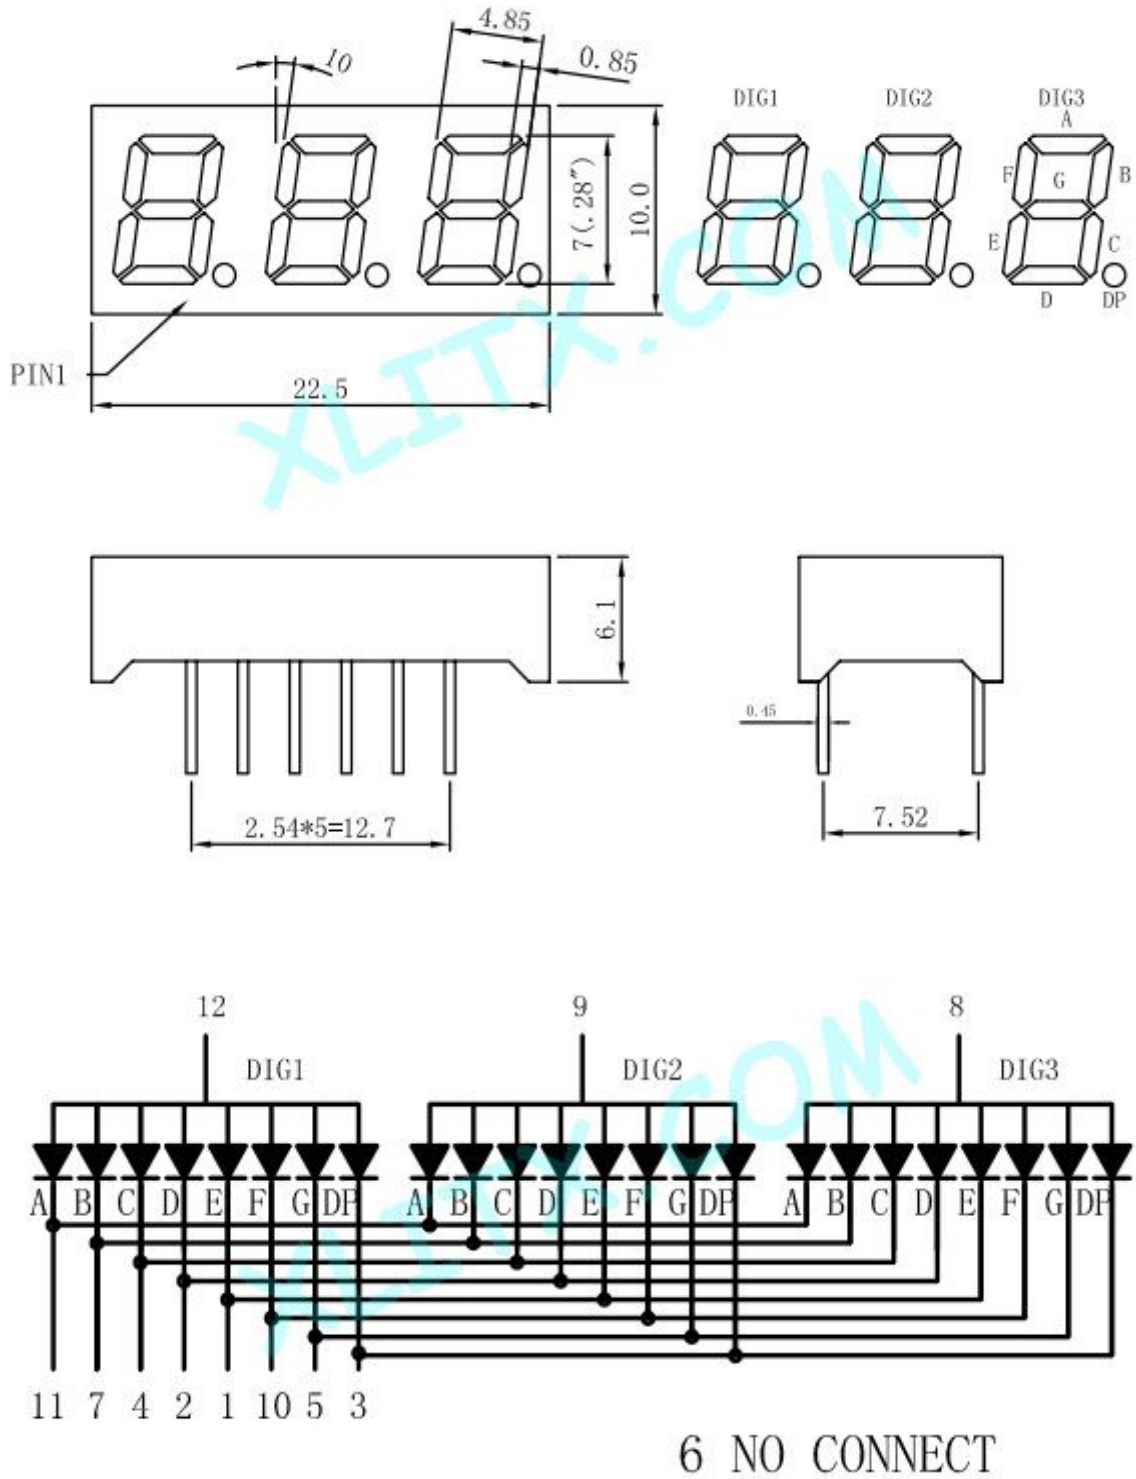 4.85
10
0.85
DIG1 DIG2 DIG3
A
F G B
7(.28")
10.0
E C
D DP
PIN1
22.5
XLITX.COM
6.1
0.45
2.54*5=12.7
7.52
12 9 8
DIG1 DIG2 DIG3
A B C D E F G DP A B C D E F G DP A B C D E F G DP
XLITX.COM
11 7 4 2 1 10 5 3
6 NO CONNECT